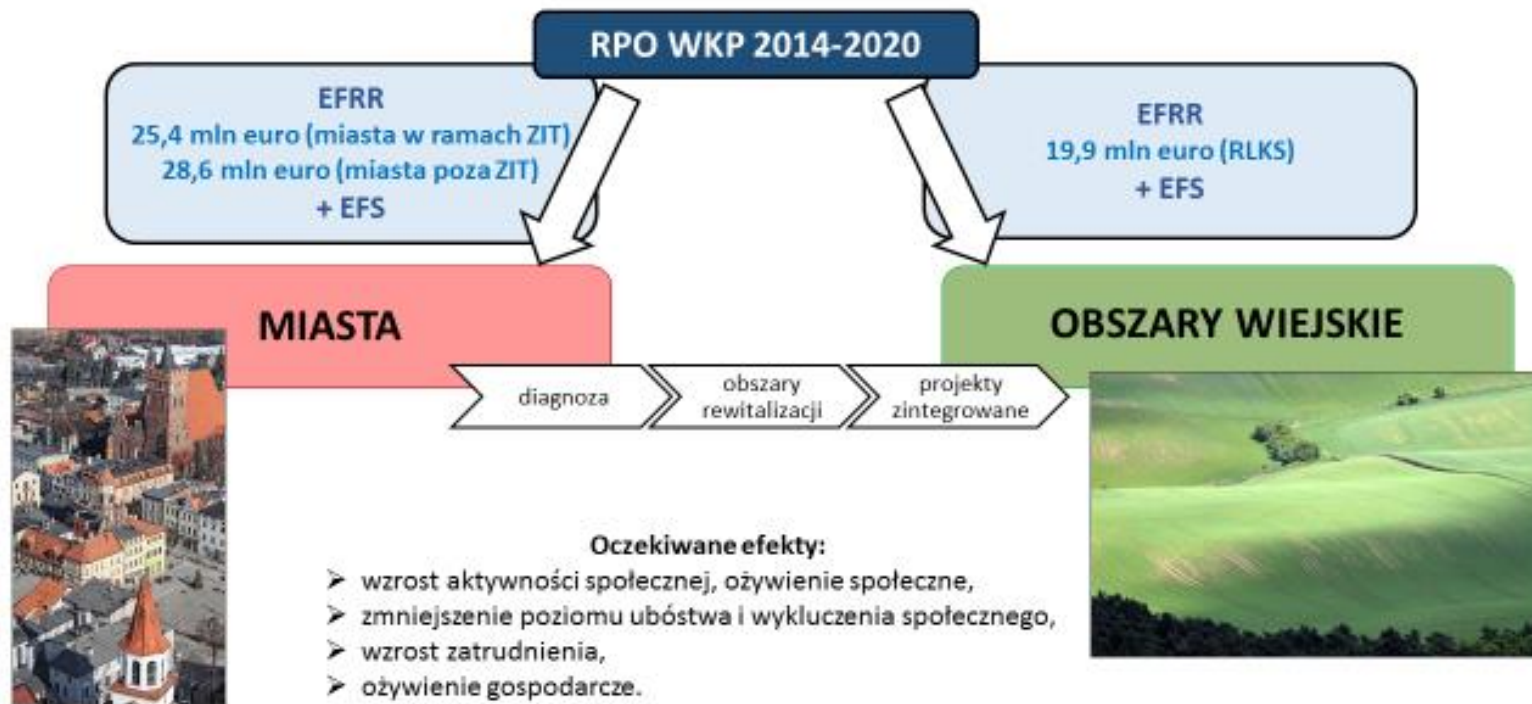 RPO WKP 2014-2020
EFRR
25,4 mln euro (miasta w ramach ZIT)
28,6 mln euro (miasta poza ZIT)
+ EFS
EFRR
19,9 mln euro (RLKS)
+ EFS
MIASTA
OBSZARY WIEJSKIE
diagnoza
obszary
rewitalizacji
projekty
zintegrowane
Oczekiwane efekty:
➢ wzrost aktywności społecznej, ożywienie społeczne,
➢ zmniejszenie poziomu ubóstwa i wykluczenia społecznego,
➢ wzrost zatrudnienia,
➢ ożywienie gospodarcze.